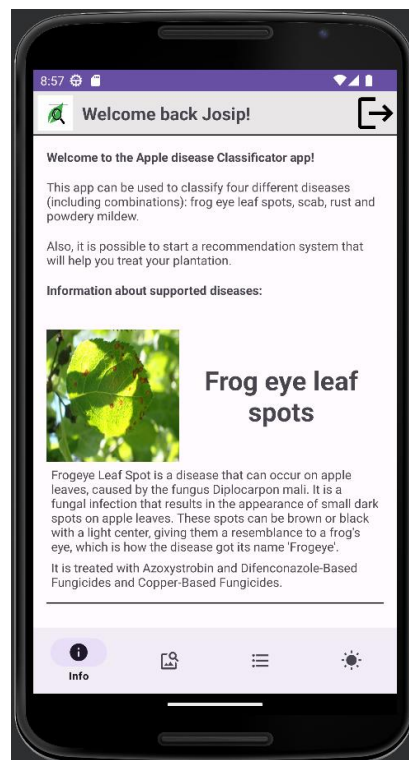 8:57
Welcome back Josip!
Welcome to the Apple disease Classificator app!
This app can be used to classify four different diseases
(including combinations): frog eye leaf spots, scab, rust and
powdery mildew.
Also, it is possible to start a recommendation system that
will help you treat your plantation.
Information about supported diseases:
Frog eye leaf
spots
Frogeye Leaf Spot is a disease that can occur on apple
leaves, caused by the fungus Diplocarpon mali. It is a
fungal infection that results in the appearance of small dark
spots on apple leaves. These spots can be brown or black
with a light center, giving them a resemblance to a frog's
eye, which is how the disease got its name 'Frogeye'.
It is treated with Azoxystrobin and Difenconazole-Based
Fungicides and Copper-Based Fungicides.
Info